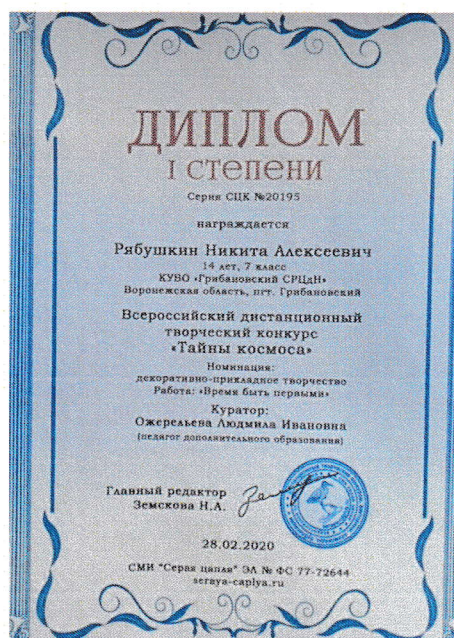 ДИПЛОМ
I СТЕПЕНИ
Серия СЦК №20195
награждается
Рябушкин Никита Алексеевич
14 лет, 7 класс
КУВО «Грибановский СРЦдН»
Воронежская область, пгт. Грибановский
Всероссийский дистанционный
творческий конкурс
«Тайны космоса»
Номинация:
декоративно-прикладное творчество
Работа: «Время быть первыми»
Куратор:
Ожерельева Людмила Ивановна
(педагог дополнительного образования)
Главный редактор
Земскова Н.А.
28.02.2020
СМИ "Серая цапля" ЭЛ № ФС 77-72644
seraya-caplya.ru